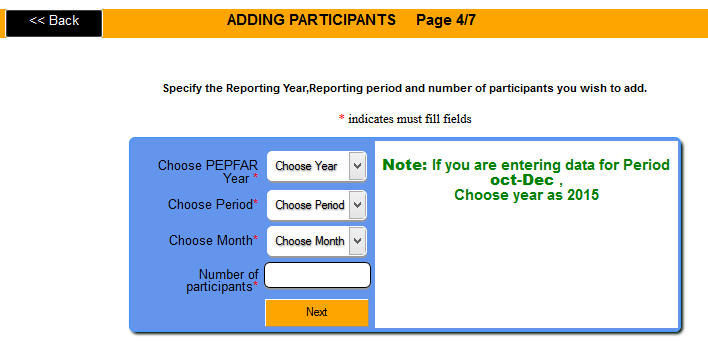 << Back
ADDING PARTICIPANTS Page 4/7
Specify the Reporting Year,Reporting period and number of participants you wish to add.
* indicates must fill fields
Choose PEPFAR
Year *
Choose Year
Choose Period*
Choose Period
Choose Month*
Choose Month
Number of
participants*
Next
Note: If you are entering data for Period
oct-Dec ,
Choose year as 2015